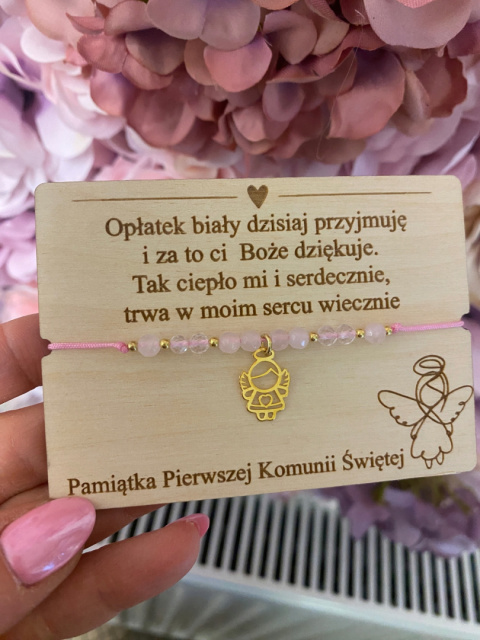 Opłatek biały dzisiaj przyjmuję
i za to ci Boże dziękuje.
Tak ciepło mi i serdecznie,
trwa w moim sercu wiecznie
Pamiątka Pierwszej Komunii Świętej